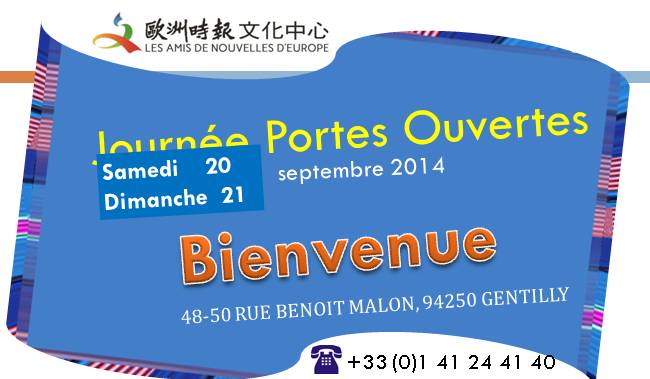 歐洲時報文化中心
LES AMIS DE NOUVELLES D'EUROPE
Journée Portes Ouvertes
Samedi 20
Dimanche 21
septembre 2014
Bienvenue
48-50 RUE BENOIT MALON, 94250 GENTILLY
+33 (0)1 41 24 41 40